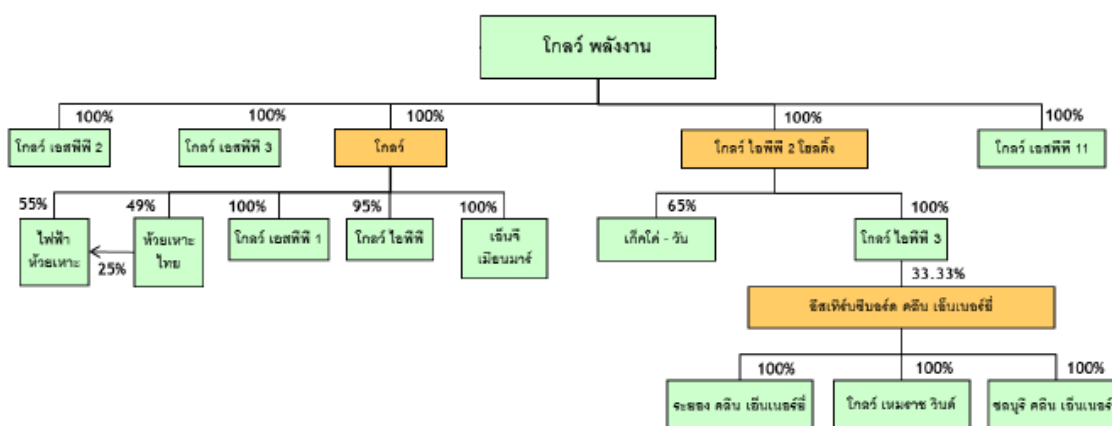 โกลว์ พลังงาน
100%
100%
100%
100%
100%
โกลว์ เอสพีพี 2
โกลว์ เอสพีพี 3
โกลว์
โกลว์ ไอพีพี 2 โฮลดิ้ง
โกลว์ เอสพีพี 11
55%
49%
100%
95%
100%
65%
100%
ไฟฟ้า
ห้วยเหาะ
25%
ห้วยเหาะ
ไทย
โกลว์ เอสพีพี 1
โกลว์ ไอพีพี
เอ็นจี
เมียนมาร์
เก็คโค่ - วัน
โกลว์ ไอพีพี 3
33.33%
อีสเทิร์นซีบอร์ด คลีน เอ็นเนอร์ยี่
100%
100%
100%
ระยอง คลีน เอ็นเนอร์ยี่
โกลว์ เหมราช วินด์
ชลบุรี คลีน เอ็นเนอร์